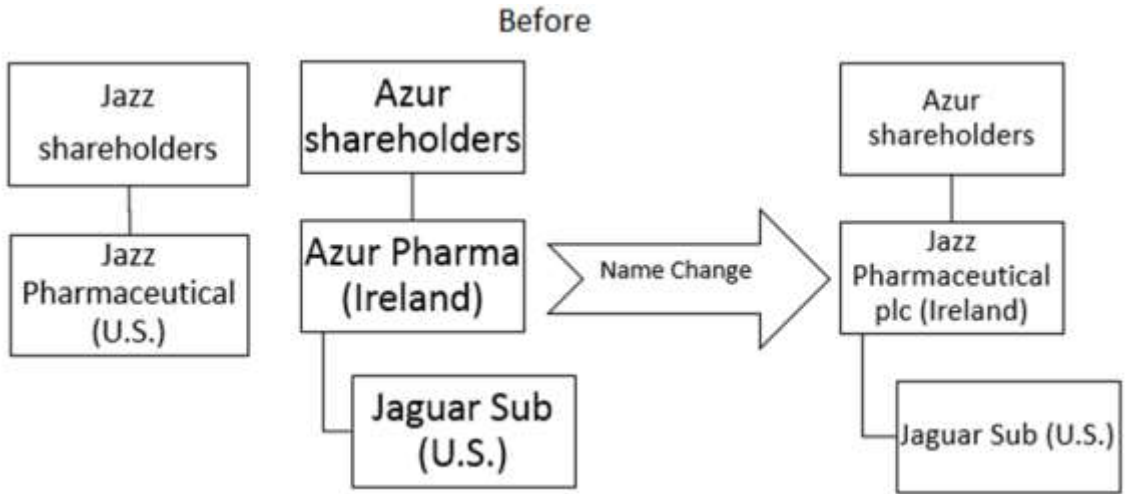 Before
Jazz
shareholders
Jazz
Pharmaceutical
(U.S.)
Azur
shareholders
Azur Pharma
(Ireland)
Jaguar Sub
(U.S.)
Name Change
Azur
shareholders
Jazz
Pharmaceutical
plc (Ireland)
Jaguar Sub (U.S.)